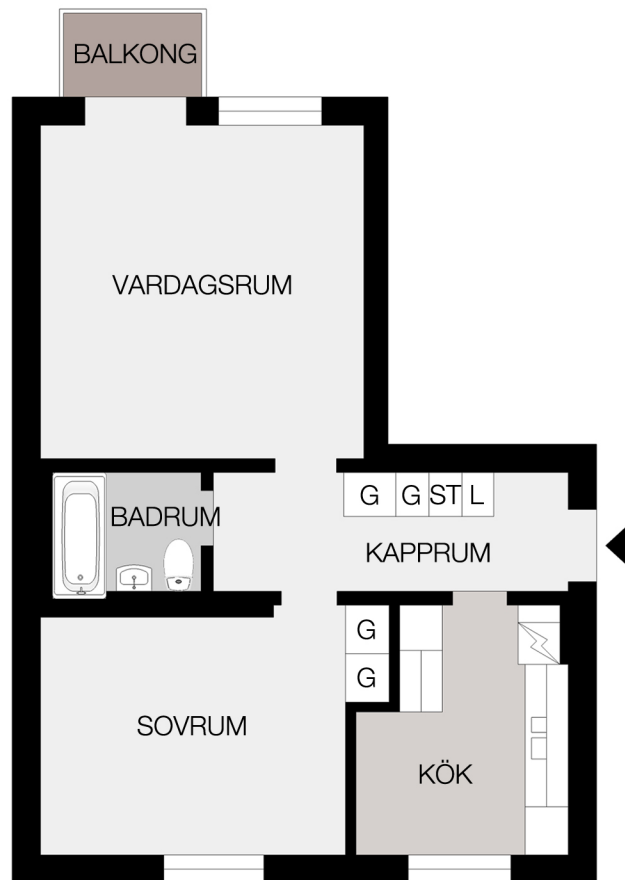 BALKONG
VARDAGSRUM
G G ST L
BADRUM
KAPPRUM
G
G
SOVRUM
KÖK